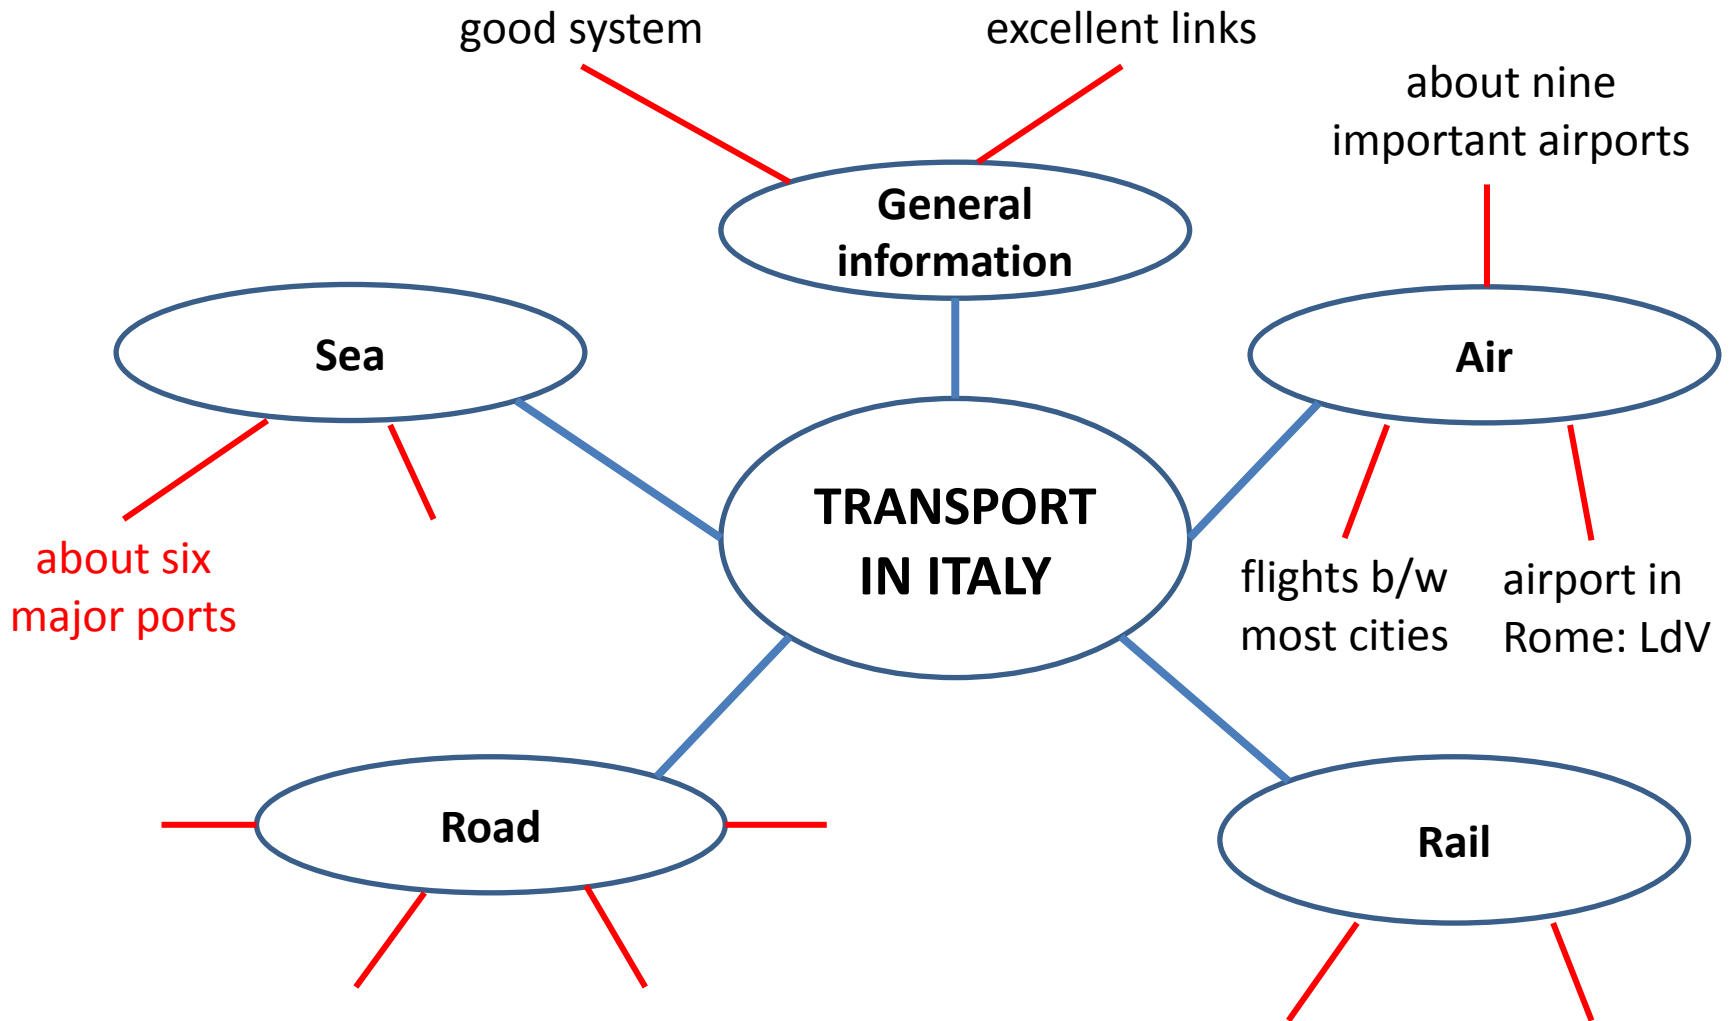 good system
excellent links
about nine
important airports
General
information
Sea
Air
TRANSPORT
IN ITALY
about six
major ports
flights b/w
most cities
airport in
Rome: LdV
Road
Rail